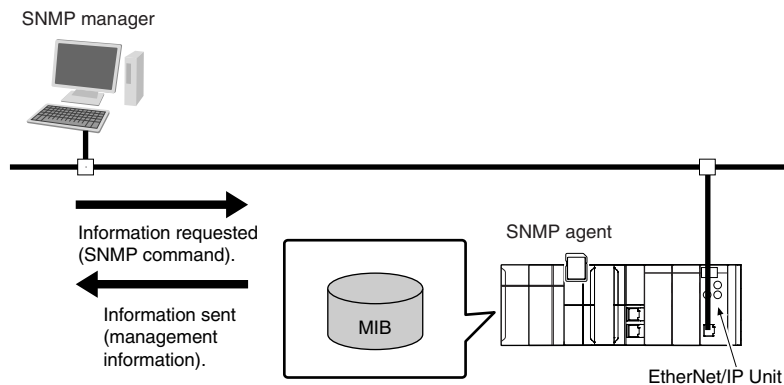 SNMP manager
Information requested
(SNMP command).
SNMP agent
Information sent
(management
information).
MIB
EtherNet/IP Unit